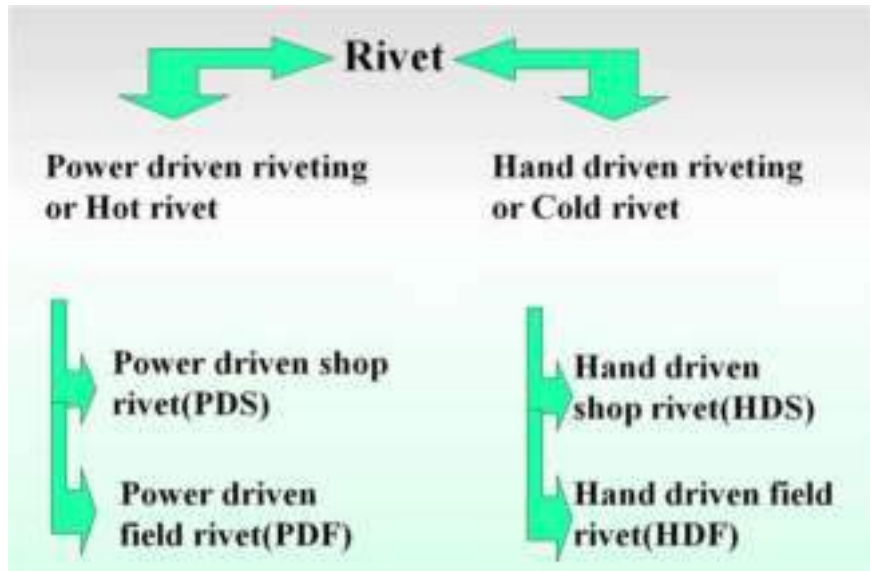 Rivet
Power driven riveting
or Hot rivet
Hand driven riveting
or Cold rivet
Power driven shop
rivet(PDS)
Hand driven
shop rivet(HDS)
Power driven
field rivet(PDF)
Hand driven field
rivet(HDF)